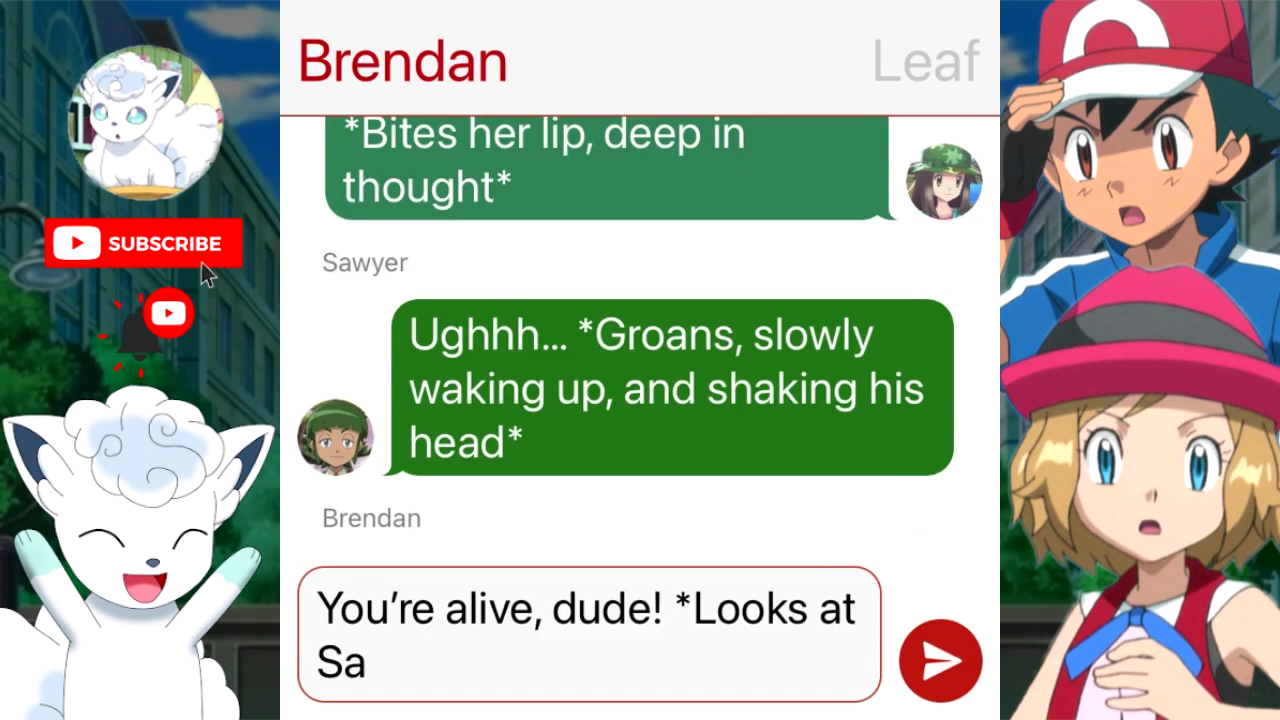 Brendan
Leaf
*Bites her lip, deep in
thought*
Sawyer
Ughhh... *Groans, slowly
waking up, and shaking his
head*
Brendan
You’re alive, dude! *Looks at
Sa
SUBSCRIBE